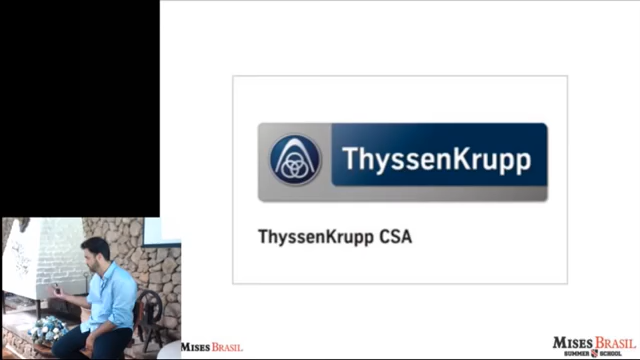 ThyssenKrupp
ThyssenKrupp CSA
MISES BRASIL
MISES BRASIL
SUMMER SCHOOL